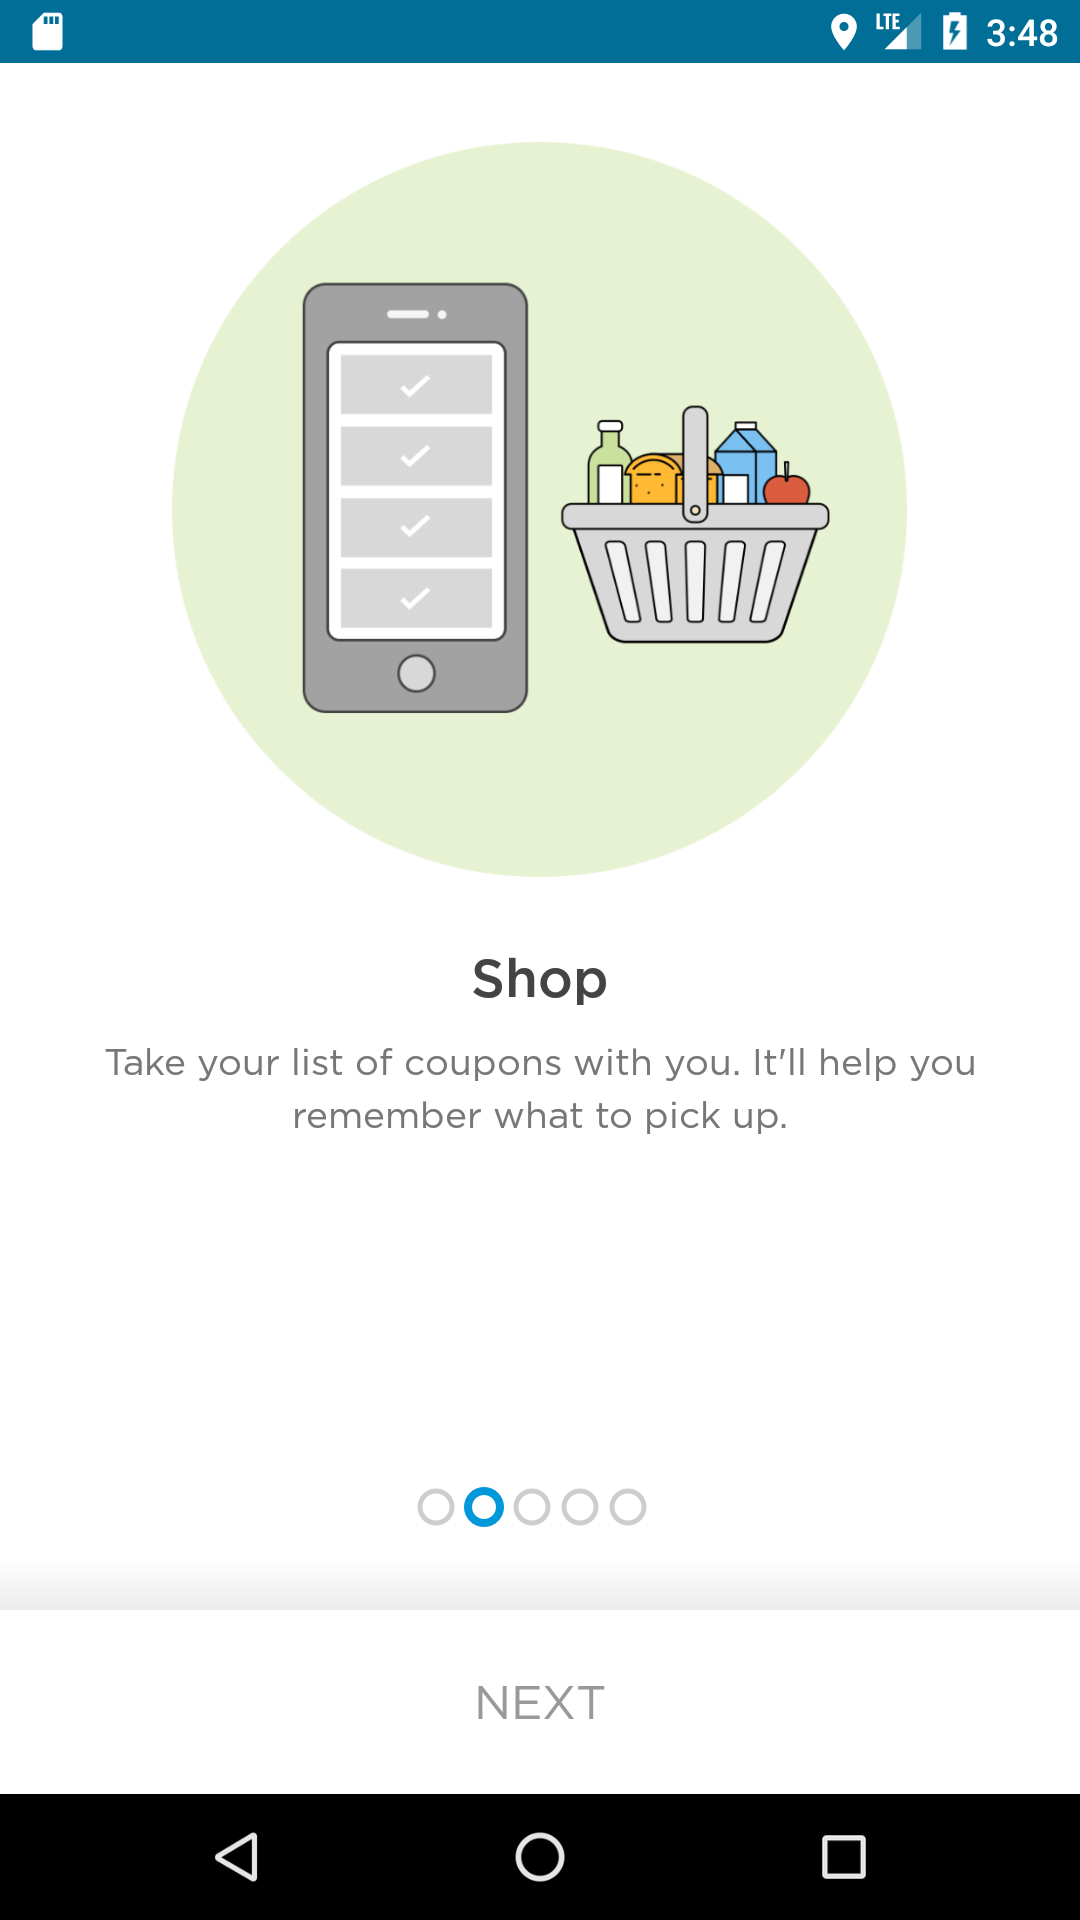 LTE 3:48
Shop
Take your list of coupons with you. It'll help you
remember what to pick up.
NEXT